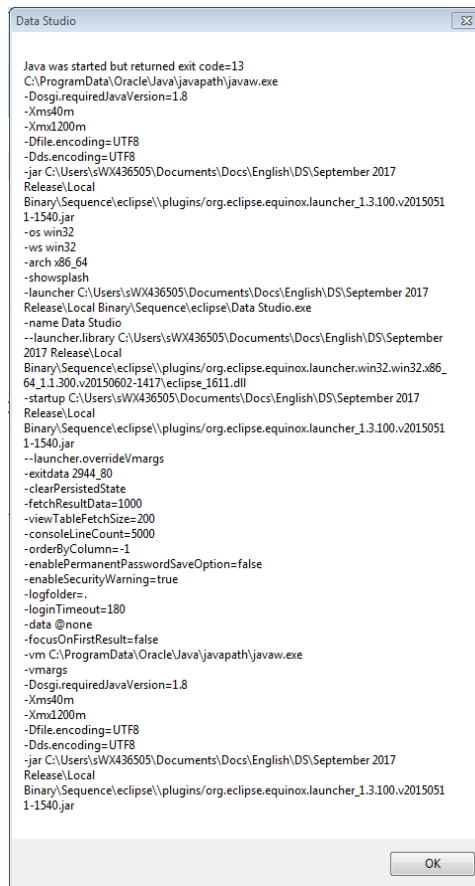 Data Studio
Java was started but returned exit code=13
C:\ProgramData\Oracle\Java\javapath\javaw.exe
-Dosgi.requiredJavaVersion=1.8
-Xms40m
-Xmx1200m
-Dfile.encoding=UTF8
-Dds.encoding=UTF8
-jar C:\Users\sWX436505\Documents\Docs\English\DS\September 2017
Release\Local
Binary\Sequence\eclipse\\plugins/org.eclipse.equinox.launcher_1.3.100.v2015051
1-1540.jar
-os win32
-ws win32
-arch x86_64
-showsplash
-launcher C:\Users\sWX436505\Documents\Docs\English\DS\September 2017
Release\Local Binary\Sequence\eclipse\Data Studio.exe
-name Data Studio
--launcher.library C:\Users\sWX436505\Documents\Docs\English\DS\September
2017 Release\Local
Binary\Sequence\eclipse\\plugins/org.eclipse.equinox.launcher.win32.win32.x86_
64_1.1.300.v20150602-1417\eclipse_1611.dll
-startup C:\Users\sWX436505\Documents\Docs\English\DS\September 2017
Release\Local
Binary\Sequence\eclipse\\plugins/org.eclipse.equinox.launcher_1.3.100.v2015051
1-1540.jar
--launcher.overrideVmargs
-exitdata 2944_80
-clearPersistedState
-fetchResultData=1000
-viewTableFetchSize=200
-consoleLineCount=5000
-orderByColumn=-1
-enablePermanentPasswordSaveOption=false
-enableSecurityWarning=true
-logfolder=.
-loginTimeout=180
-data @none
-focusOnFirstResult=false
-vm C:\ProgramData\Oracle\Java\javapath\javaw.exe
-vmargs
-Dosgi.requiredJavaVersion=1.8
-Xms40m
-Xmx1200m
-Dfile.encoding=UTF8
-Dds.encoding=UTF8
-jar C:\Users\sWX436505\Documents\Docs\English\DS\September 2017
Release\Local
Binary\Sequence\eclipse\\plugins/org.eclipse.equinox.launcher_1.3.100.v2015051
1-1540.jar
OK